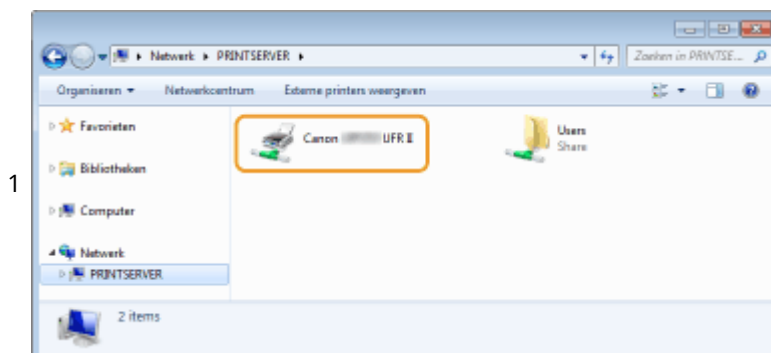 Netwerk ▸ PRINTSERVER ▸
Zoeken in PRINTSE...
Organiseren
Netwerkcentrum
Externe printers weergeven
Favorieten
Canon UFR II
Users
Share
Bibliotheken
1
Computer
Netwerk
PRINTSERVER
2 items